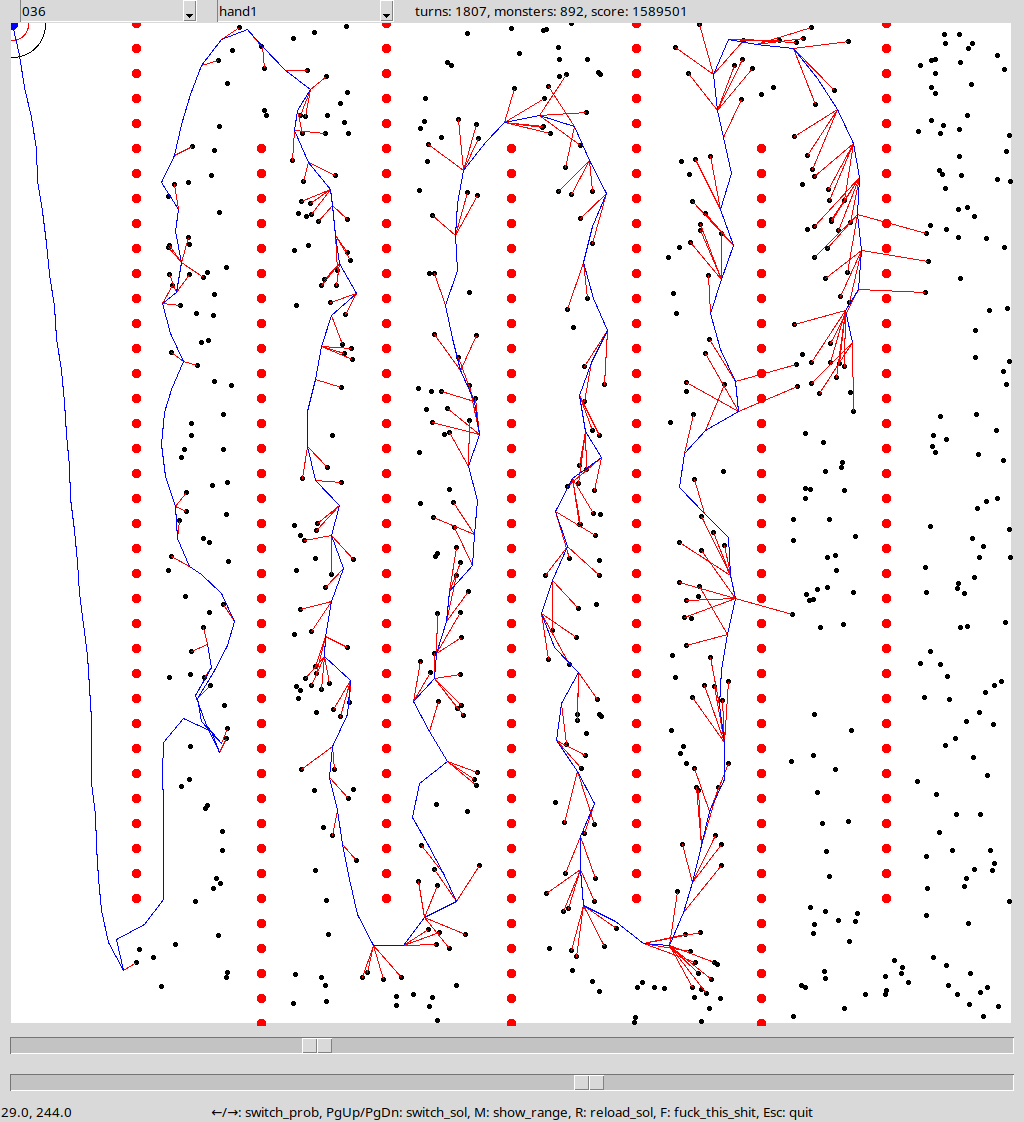 036 hand1 turns: 1807, monsters: 892, score: 1589501
29.0, 244.0 ←/→: switch_prob, PgUp/PgDn: switch_sol, M: show_range, R: reload_sol, F: fuck_this_shit, Esc: quit